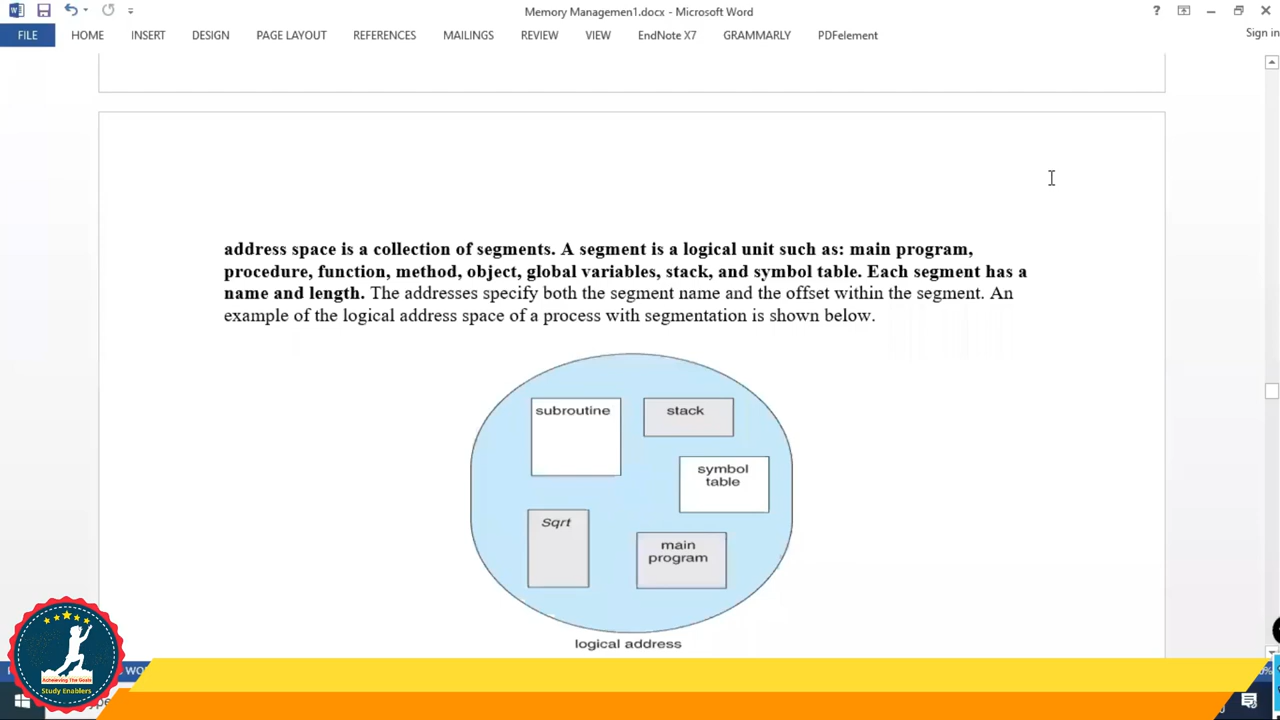 Memory Managemen1.docx - Microsoft Word
?
FILE HOME INSERT DESIGN PAGE LAYOUT REFERENCES MAILINGS REVIEW VIEW EndNote X7 GRAMMARLY PDFelement
Sign in
address space is a collection of segments. A segment is a logical unit such as: main program,
procedure, function, method, object, global variables, stack, and symbol table. Each segment has a
name and length. The addresses specify both the segment name and the offset within the segment. An
example of the logical address space of a process with segmentation is shown below.
subroutine
stack
symbol
table
Sqrt
main
program
logical address
Achieveing The Goals
Study Enablers